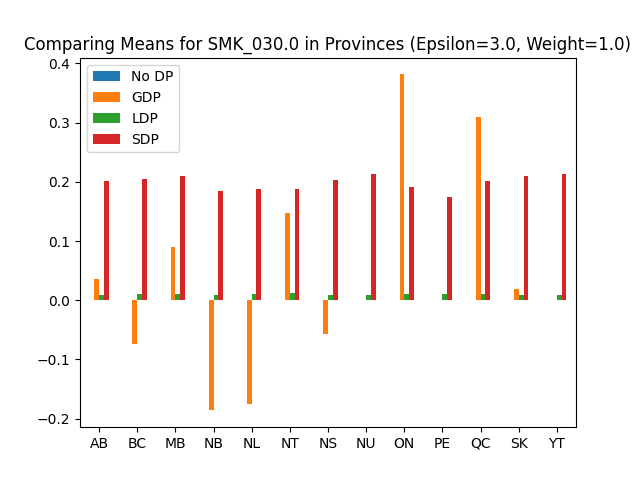 Comparing Means for SMK_030.0 in Provinces (Epsilon=3.0, Weight=1.0)
No DP
GDP
LDP
SDP
0.4
0.3
0.2
0.1
0.0
−0.1
−0.2
AB BC MB NB NL NT NS NU ON PE QC SK YT